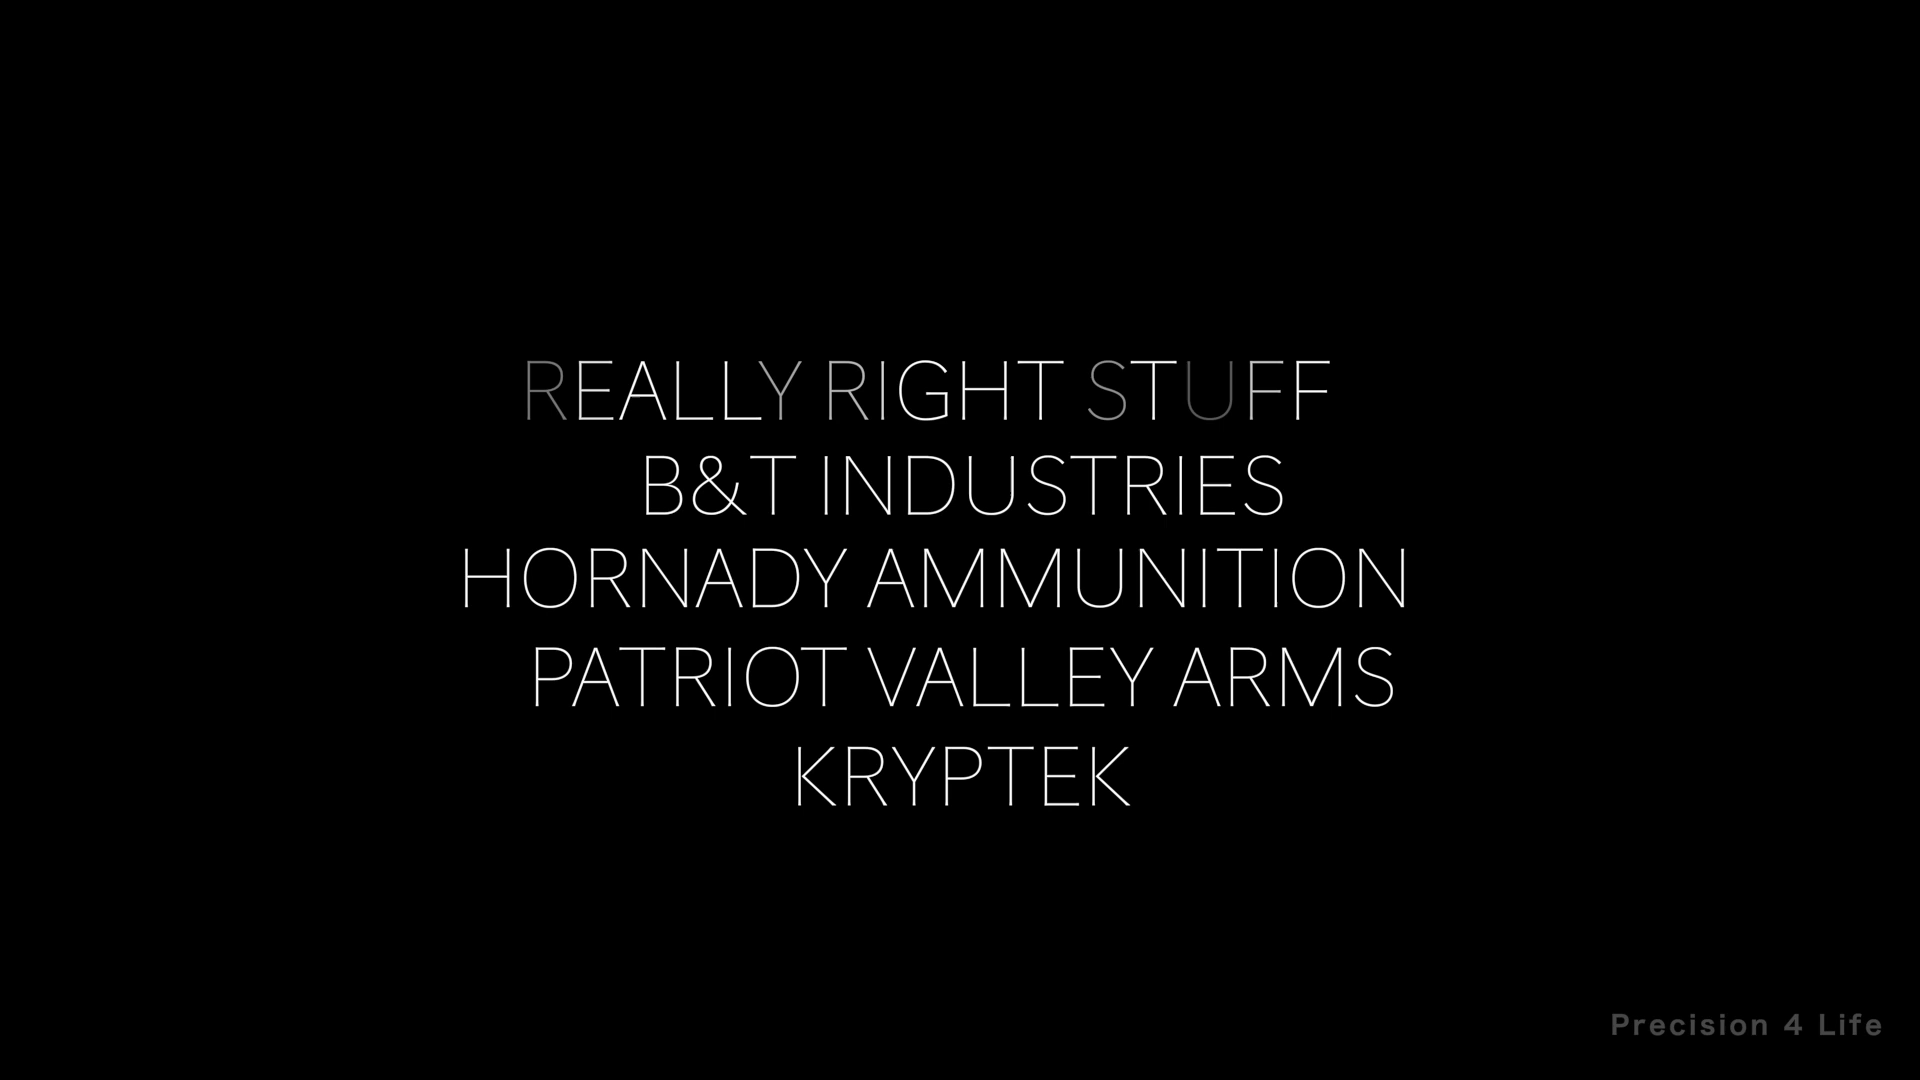 REALLY RIGHT STUFF
B&T INDUSTRIES
HORNADY AMMUNITION
PATRIOT VALLEY ARMS
KRYPTEK
Precision 4 Life